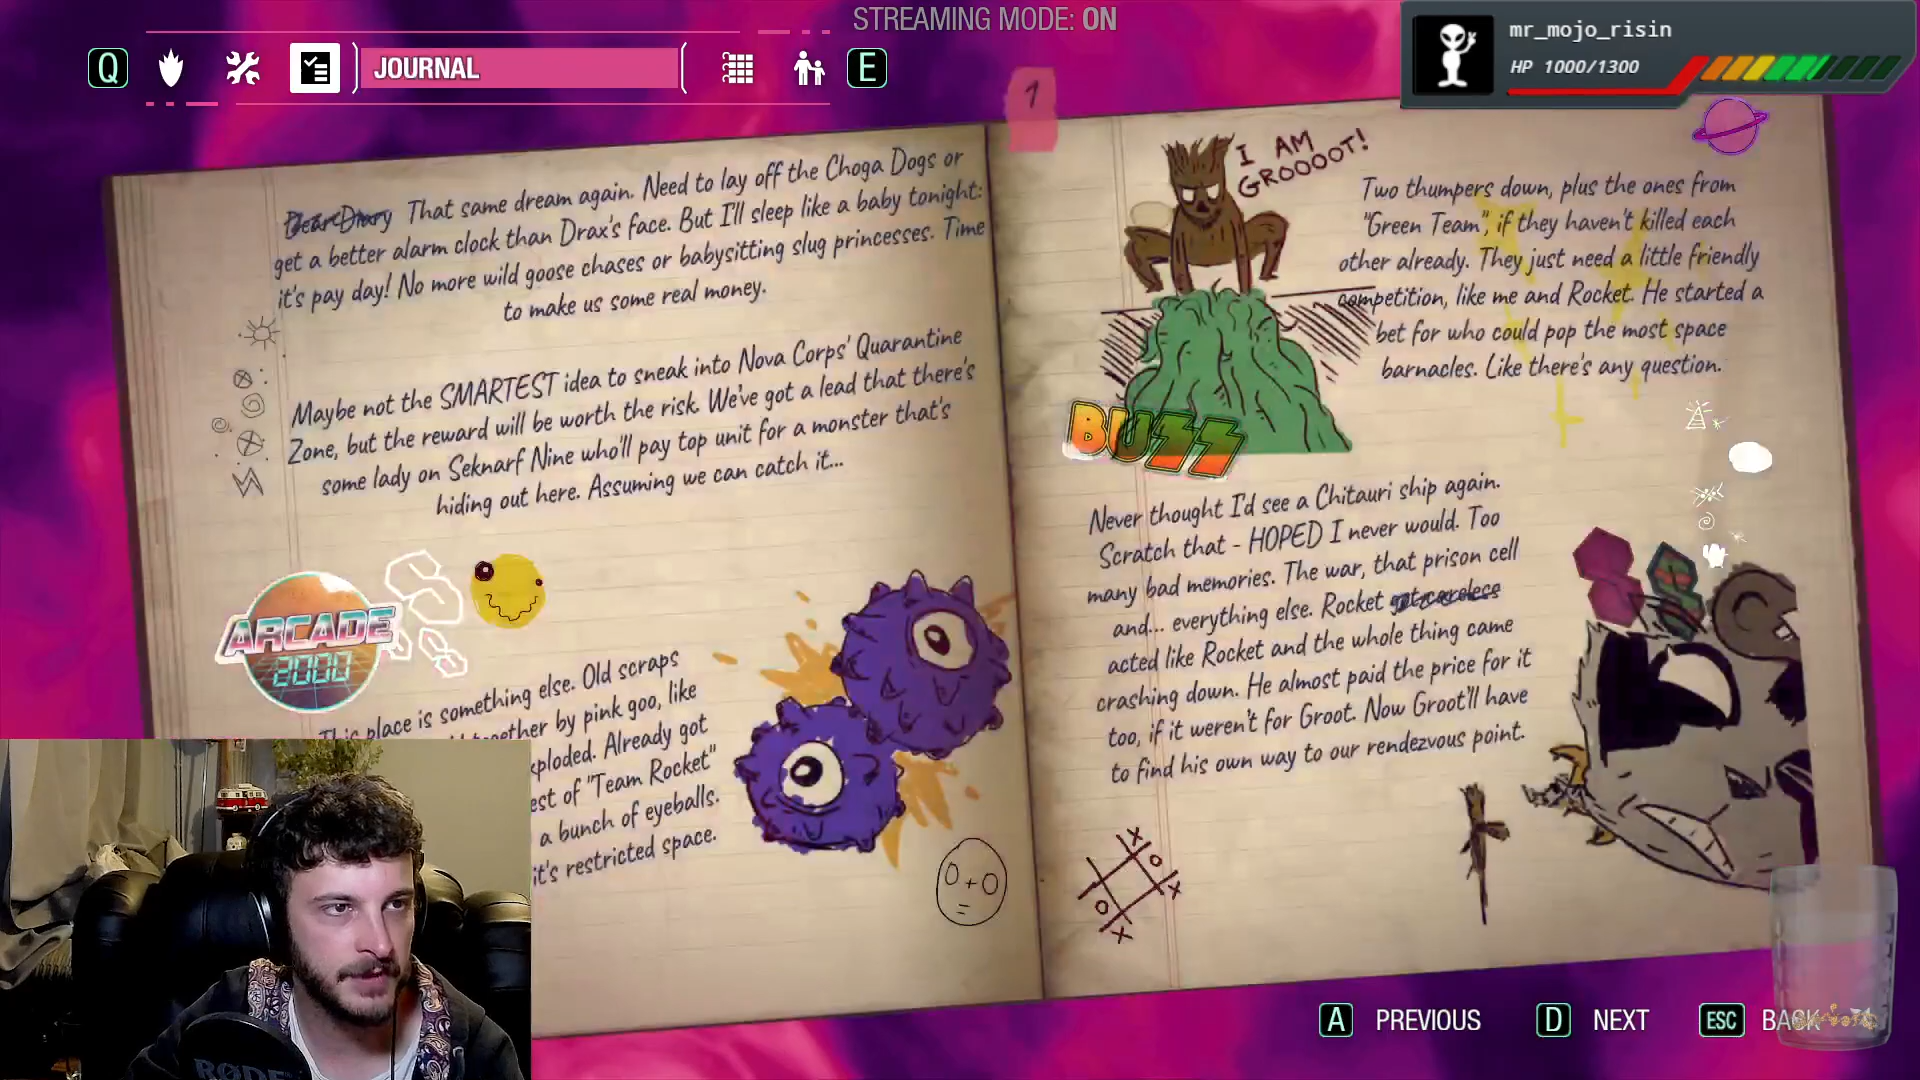 STREAMING MODE: ON
Q
JOURNAL
E
mr_mojo_risin
HP 1000/1300
1
Dear Diary That same dream again. Need to lay off the Choga Dogs or
get a better alarm clock than Drax's face. But I'll sleep like a baby tonight:
it's pay day! No more wild goose chases or babysitting slug princesses. Time
to make us some real money.
Maybe not the SMARTEST idea to sneak into Nova Corps' Quarantine
Zone, but the reward will be worth the risk. We've got a lead that there's
some lady on Seknarf Nine who'll pay top unit for a monster that's
hiding out here. Assuming we can catch it...
ARCADE
2000
This place is something else. Old scraps
together by pink goo, like
exploded. Already got
est of "Team Rocket"
a bunch of eyeballs.
it's restricted space.
I AM
GROOOOT!
Two thumpers down, plus the ones from
"Green Team", if they haven't killed each
other already. They just need a little friendly
competition, like me and Rocket. He started a
bet for who could pop the most space
barnacles. Like there's any question.
BUZZ
Never thought I'd see a Chitauri ship again.
Scratch that - HOPED I never would. Too
many bad memories. The war, that prison cell
and... everything else. Rocket got careless
acted like Rocket and the whole thing came
crashing down. He almost paid the price for it
too, if it weren't for Groot. Now Groot'll have
to find his own way to our rendezvous point.
X
O
X
O
X
RØDE
A PREVIOUS
D NEXT
ESC BACK